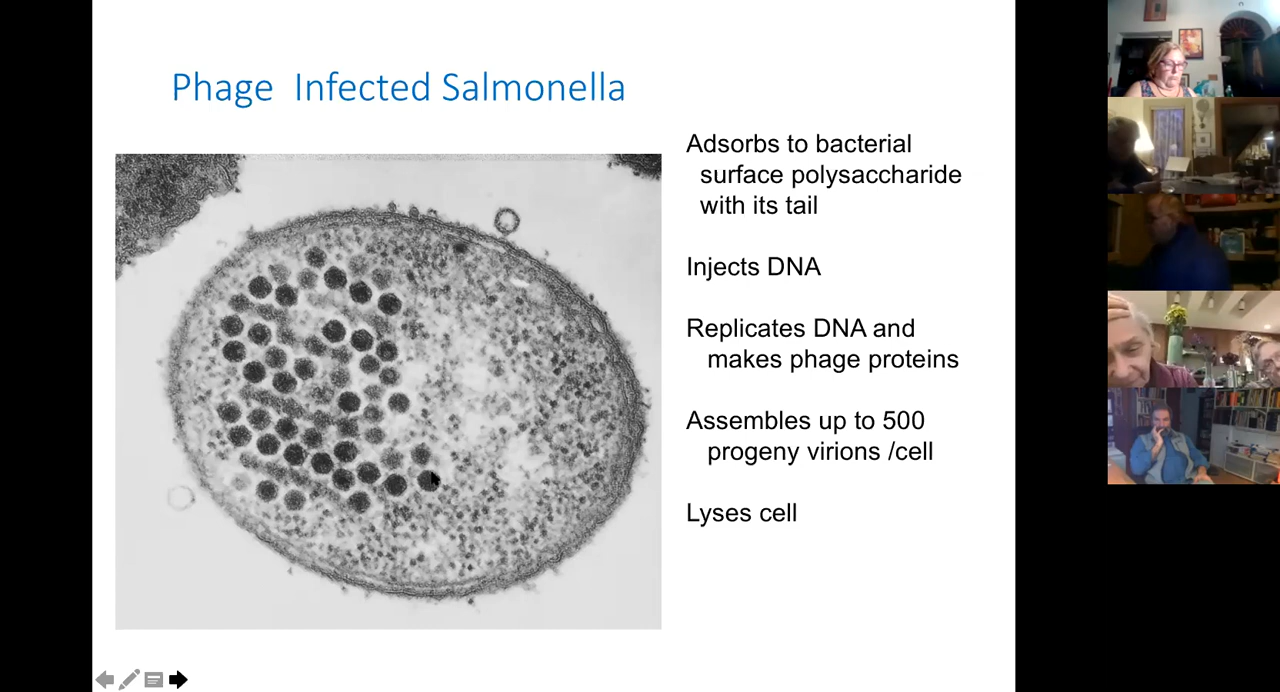 Phage  Infected Salmonella
Adsorbs to bacterial
surface polysaccharide
with its tail
Injects DNA
Replicates DNA and
makes phage proteins
Assembles up to 500
progeny virions /cell
Lyses cell